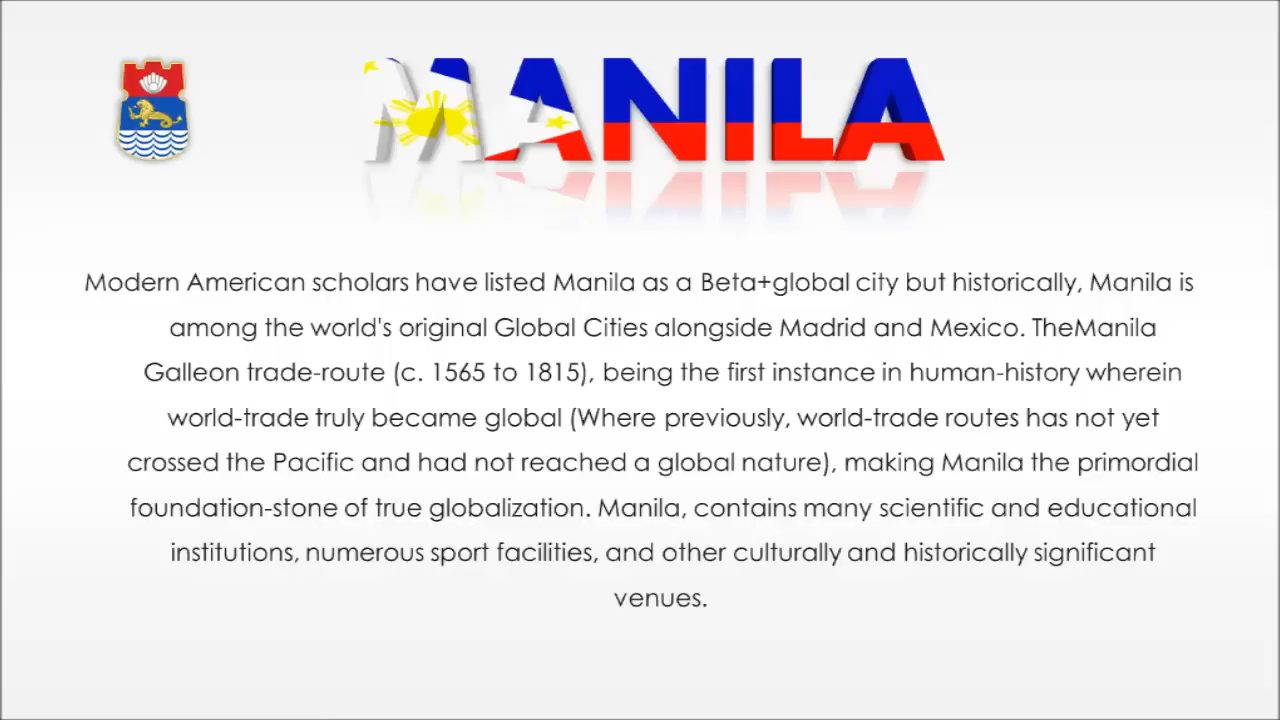 MANILA
Modern American scholars have listed Manila as a Beta+global city but historically, Manila is
among the world's original Global Cities alongside Madrid and Mexico. TheManila
Galleon trade-route (c. 1565 to 1815), being the first instance in human-history wherein
world-trade truly became global (Where previously, world-trade routes has not yet
crossed the Pacific and had not reached a global nature), making Manila the primordial
foundation-stone of true globalization. Manila, contains many scientific and educational
institutions, numerous sport facilities, and other culturally and historically significant
venues.